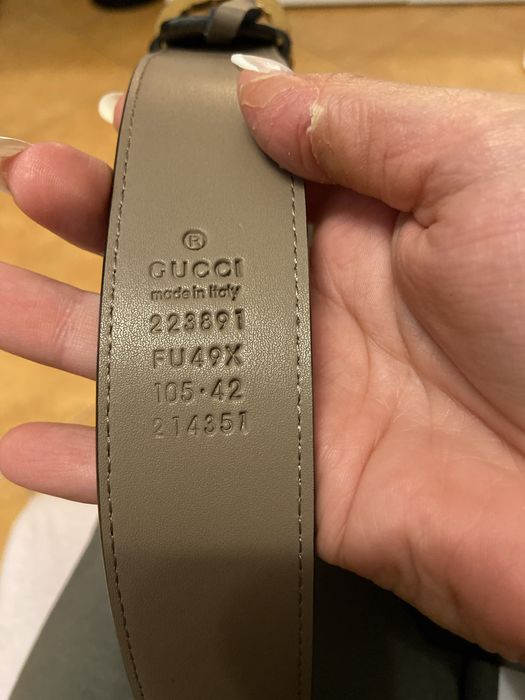 ®
GUCCI
made in Italy
223891
FU49X
105·42
214351